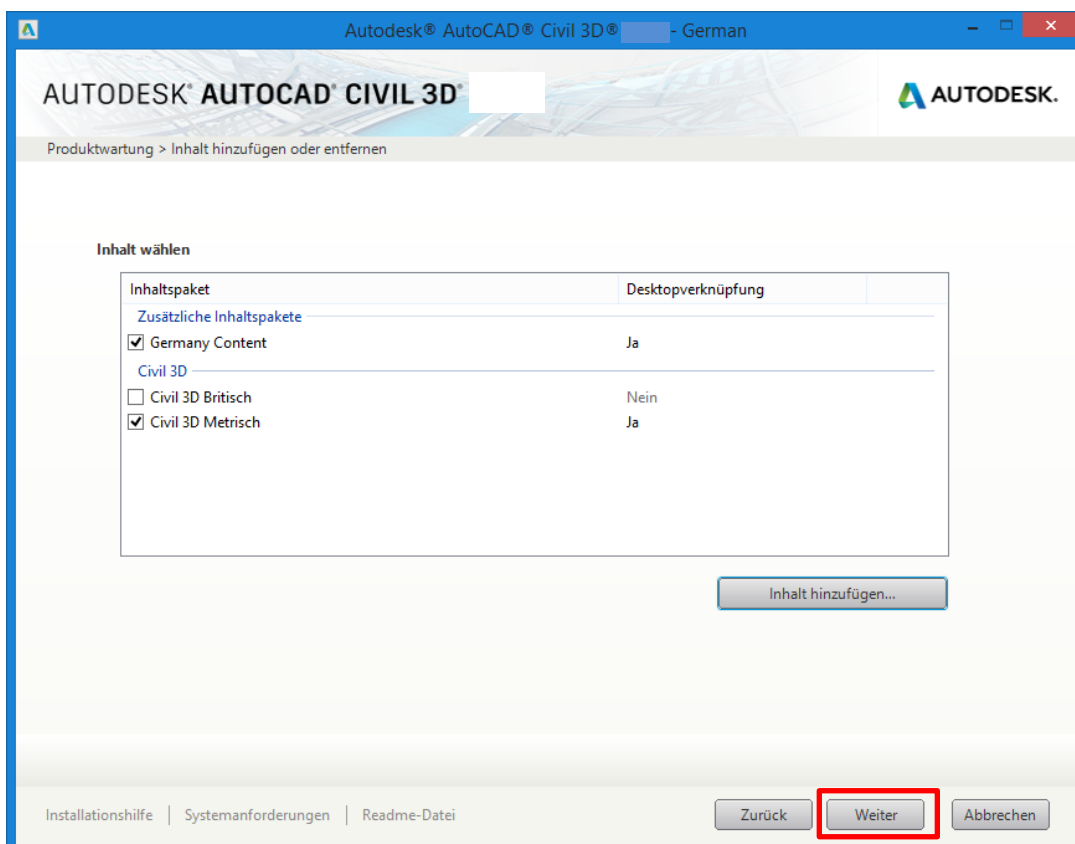 Autodesk® AutoCAD® Civil 3D® - German
AUTODESK® AUTOCAD® CIVIL 3D®
AUTODESK.
Produktwartung > Inhalt hinzufügen oder entfernen
Inhalt wählen
Inhaltspaket Desktopverknüpfung
Zusätzliche Inhaltspakete
Germany Content Ja
Civil 3D
Civil 3D Britisch Nein
Civil 3D Metrisch Ja
Inhalt hinzufügen...
Installationshilfe | Systemanforderungen | Readme-Datei Zurück Weiter Abbrechen